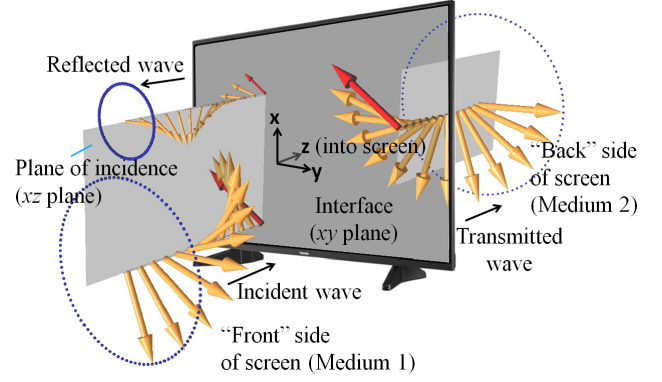 Reflected wave
x
z (into screen)
y
Plane of incidence
(xz plane)
Interface
(xy plane)
"Back" side
of screen
(Medium 2)
Transmitted
wave
Incident wave
"Front" side
of screen (Medium 1)